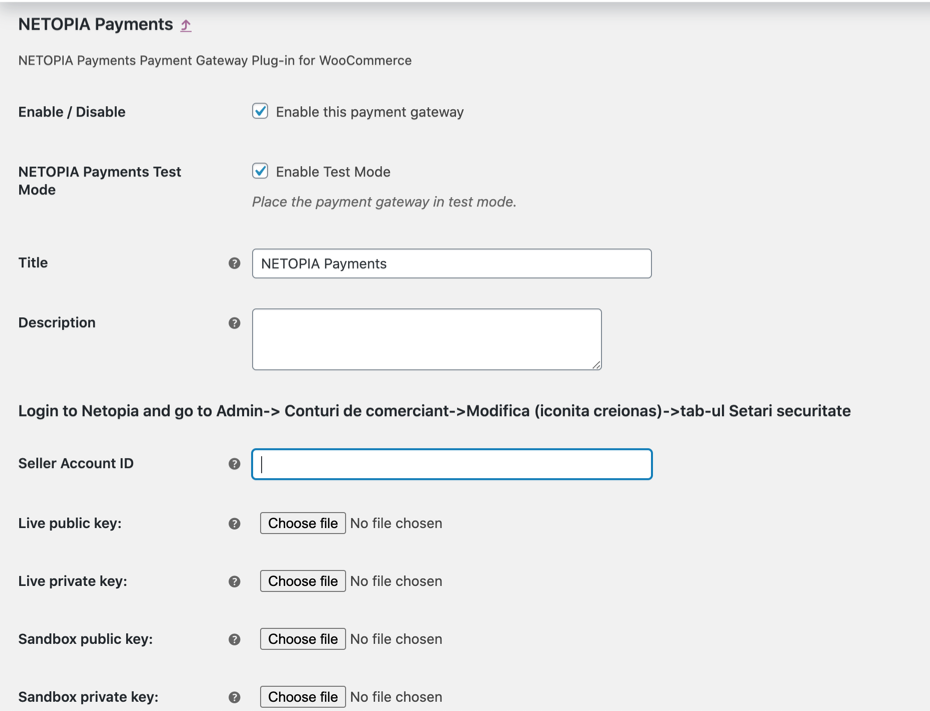 NETOPIA Payments ⤴
NETOPIA Payments Payment Gateway Plug-in for WooCommerce
Enable / Disable
Enable this payment gateway
NETOPIA Payments Test
Mode
Enable Test Mode
Place the payment gateway in test mode.
Title
NETOPIA Payments
Description
Login to Netopia and go to Admin-> Conturi de comerciant->Modifica (iconita creionas)->tab-ul Setari securitate
Seller Account ID
Live public key:
Choose file No file chosen
Live private key:
Choose file No file chosen
Sandbox public key:
Choose file No file chosen
Sandbox private key:
Choose file No file chosen